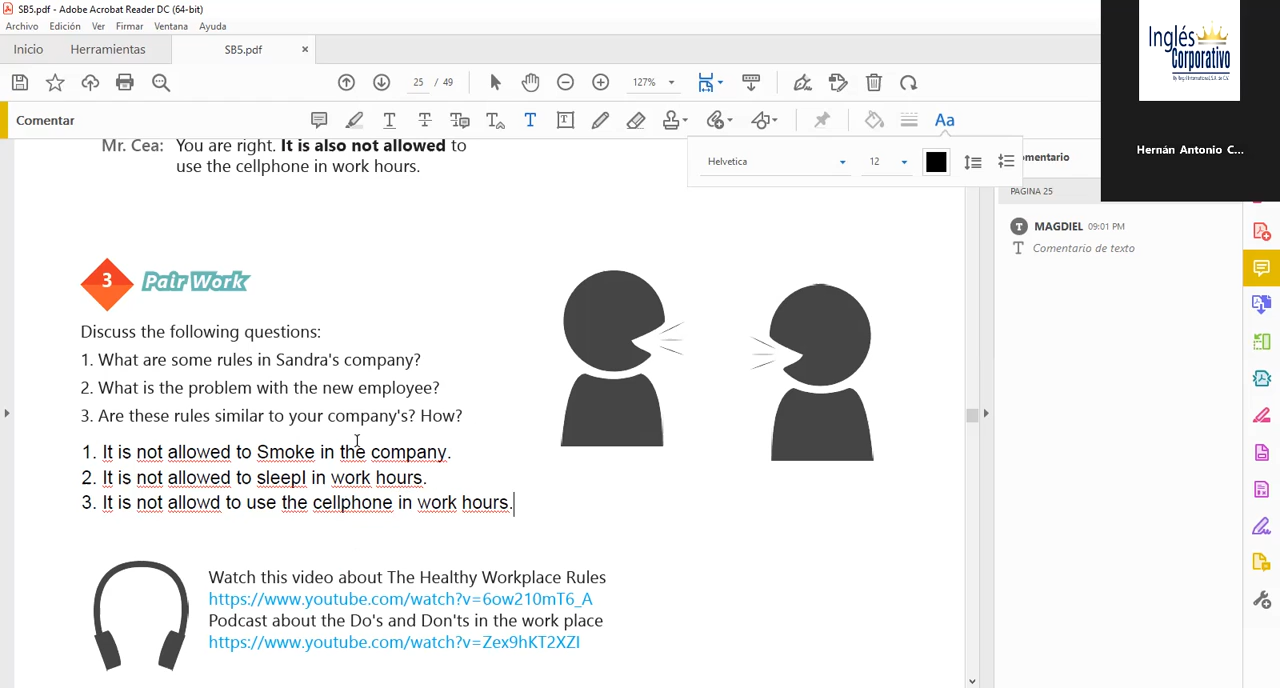 SB5.pdf - Adobe Acrobat Reader DC (64-bit)
Archivo Edición Ver Firmar Ventana Ayuda
Inicio Herramientas SB5.pdf ×
25 / 49 127%
Comentar
Aa
Helvetica 12
PÁGINA 25
MAGDIEL 09:01 PM
Comentario de texto
Inglés
Corporativo
Hernán Antonio C...
Mr. Cea: You are right. It is also not allowed to
use the cellphone in work hours.
3 Pair Work
Discuss the following questions:
1. What are some rules in Sandra's company?
2. What is the problem with the new employee?
3. Are these rules similar to your company's? How?
1. It is not allowed to Smoke in the company.
2. It is not allowed to sleepI in work hours.
3. It is not allowd to use the cellphone in work hours.
Watch this video about The Healthy Workplace Rules
https://www.youtube.com/watch?v=6ow210mT6_A
Podcast about the Do's and Don'ts in the work place
https://www.youtube.com/watch?v=Zex9hKT2XZI